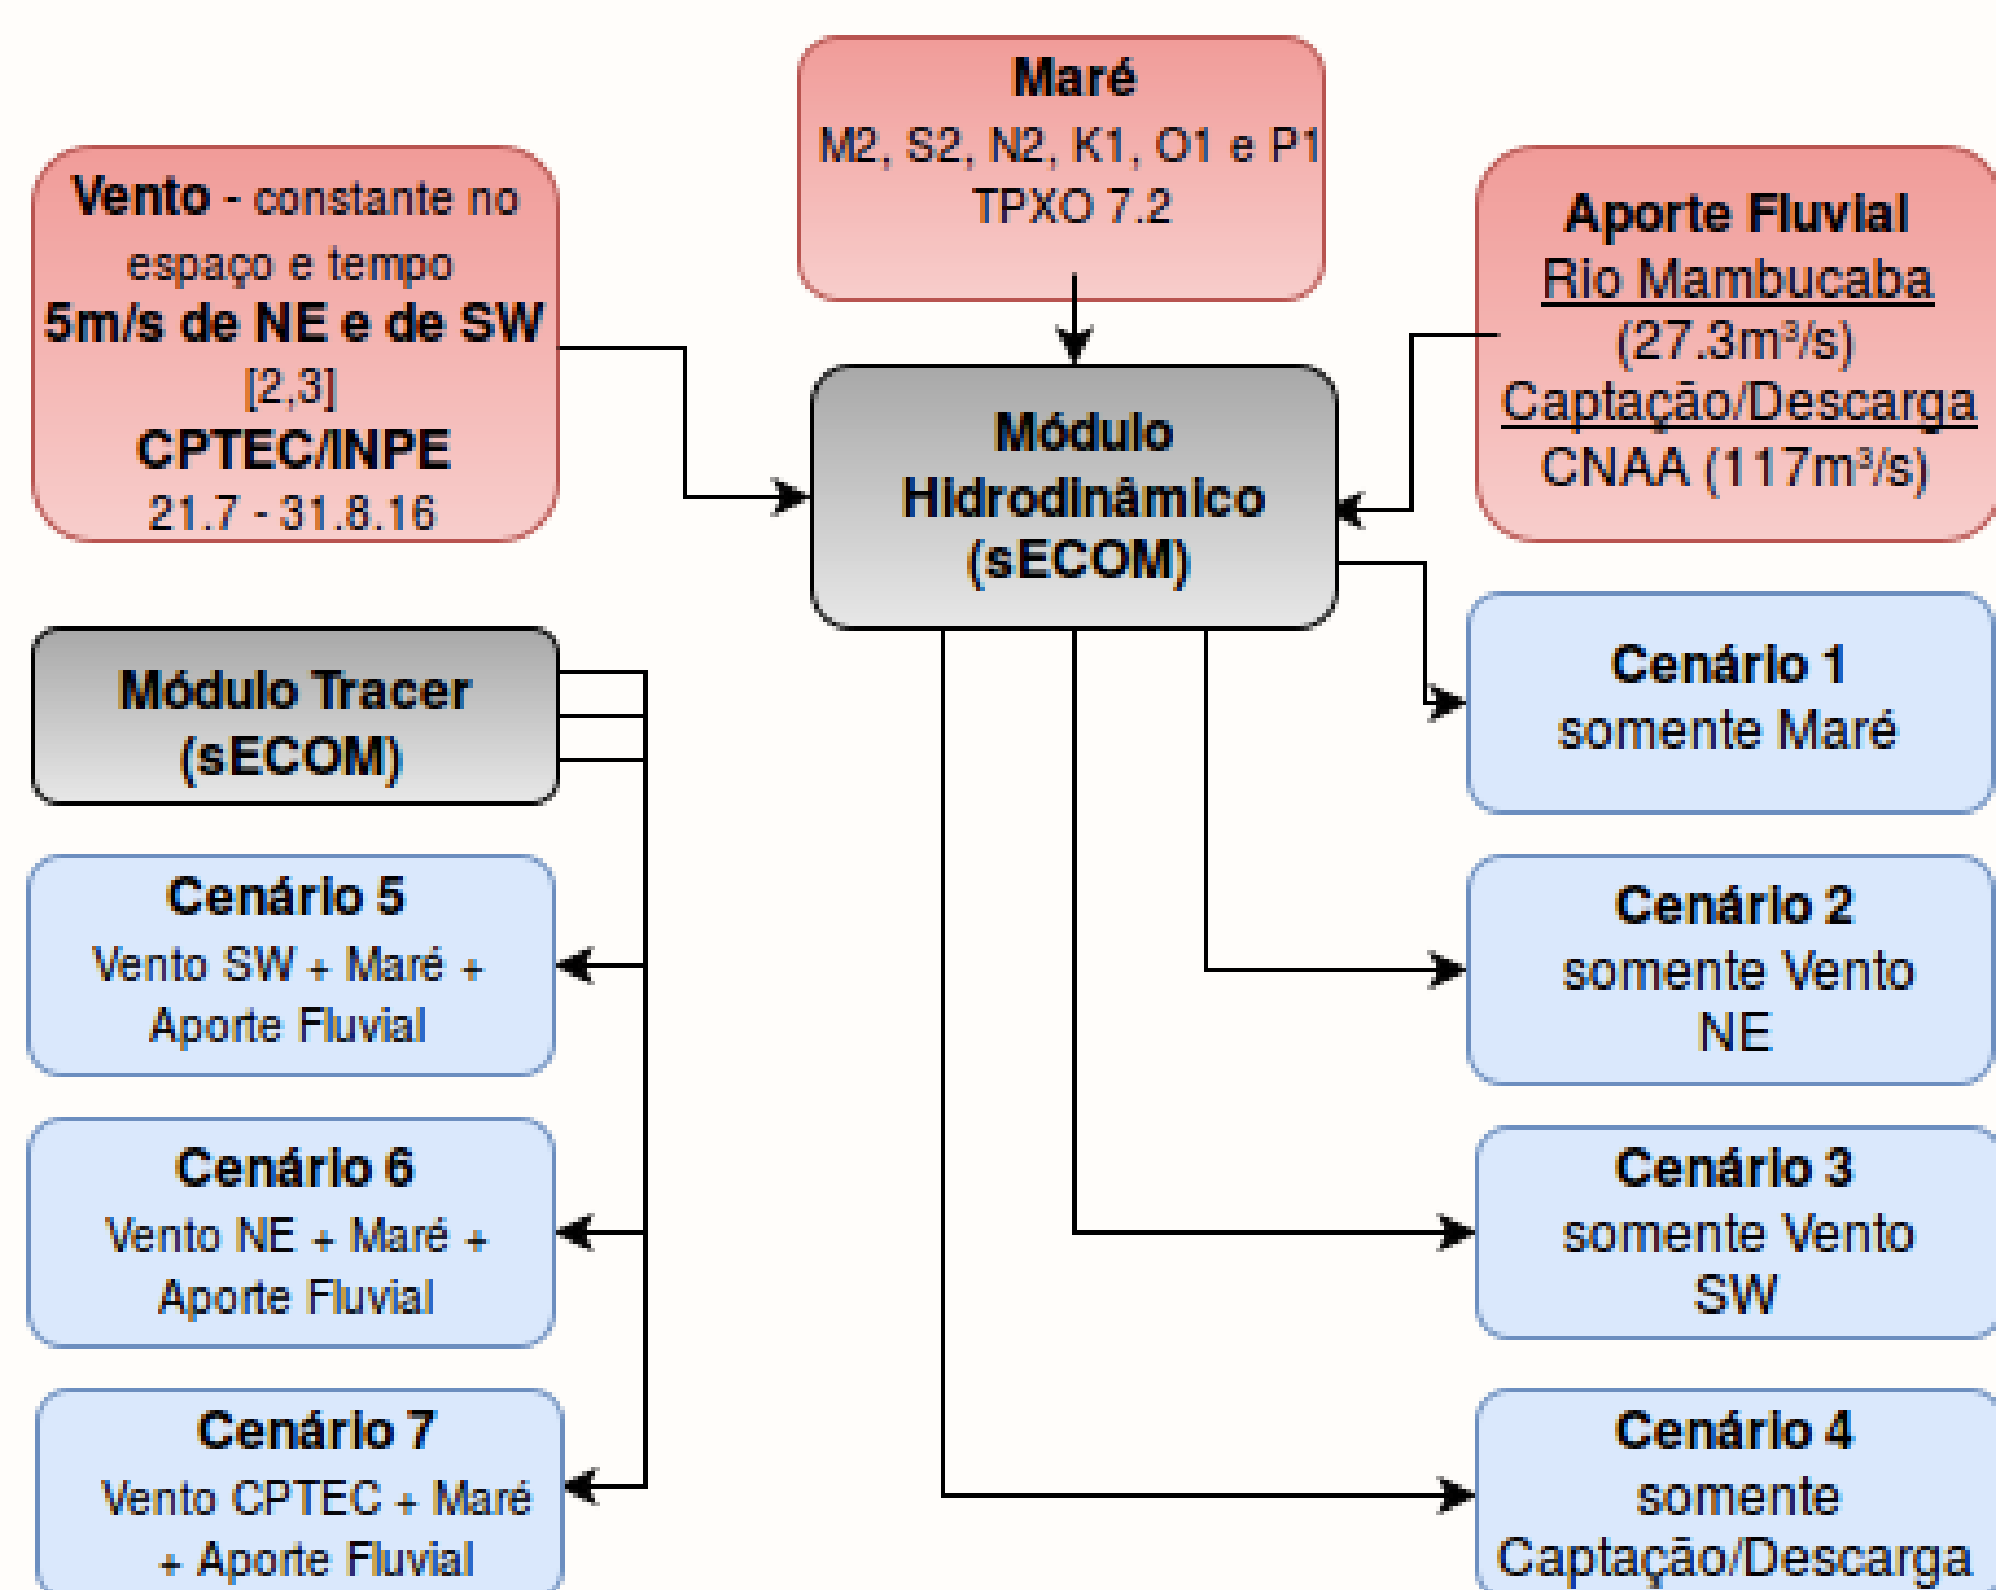 Maré
M2, S2, N2, K1, O1 e P1
TPXO 7.2
Vento - constante no
espaço e tempo
5m/s de NE e de SW
[2,3]
CPTEC/INPE
21.7 - 31.8.16
Aporte Fluvial
Rio Mambucaba
(27.3m³/s)
Captação/Descarga
CNAA (117m³/s)
Módulo
Hidrodinâmico
(sECOM)
Módulo Tracer
(sECOM)
Cenário 1
somente Maré
Cenário 2
somente Vento
NE
Cenário 3
somente Vento
SW
Cenário 4
somente
Captação/Descarga
Cenário 5
Vento SW + Maré +
Aporte Fluvial
Cenário 6
Vento NE + Maré +
Aporte Fluvial
Cenário 7
Vento CPTEC + Maré
+ Aporte Fluvial